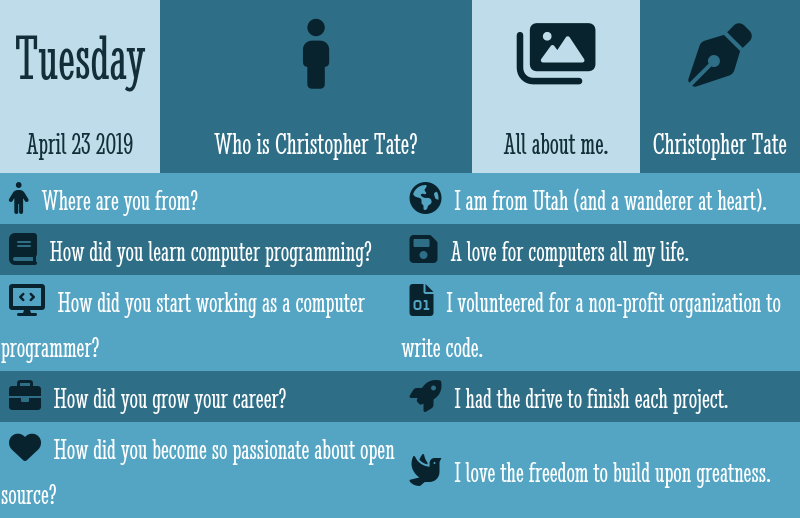 Tuesday
April 23 2019
Who is Christopher Tate?
All about me.
Christopher Tate
Where are you from?
I am from Utah (and a wanderer at heart).
How did you learn computer programming?
A love for computers all my life.
How did you start working as a computer
programmer?
I volunteered for a non-profit organization to
write code.
How did you grow your career?
I had the drive to finish each project.
How did you become so passionate about open
source?
I love the freedom to build upon greatness.